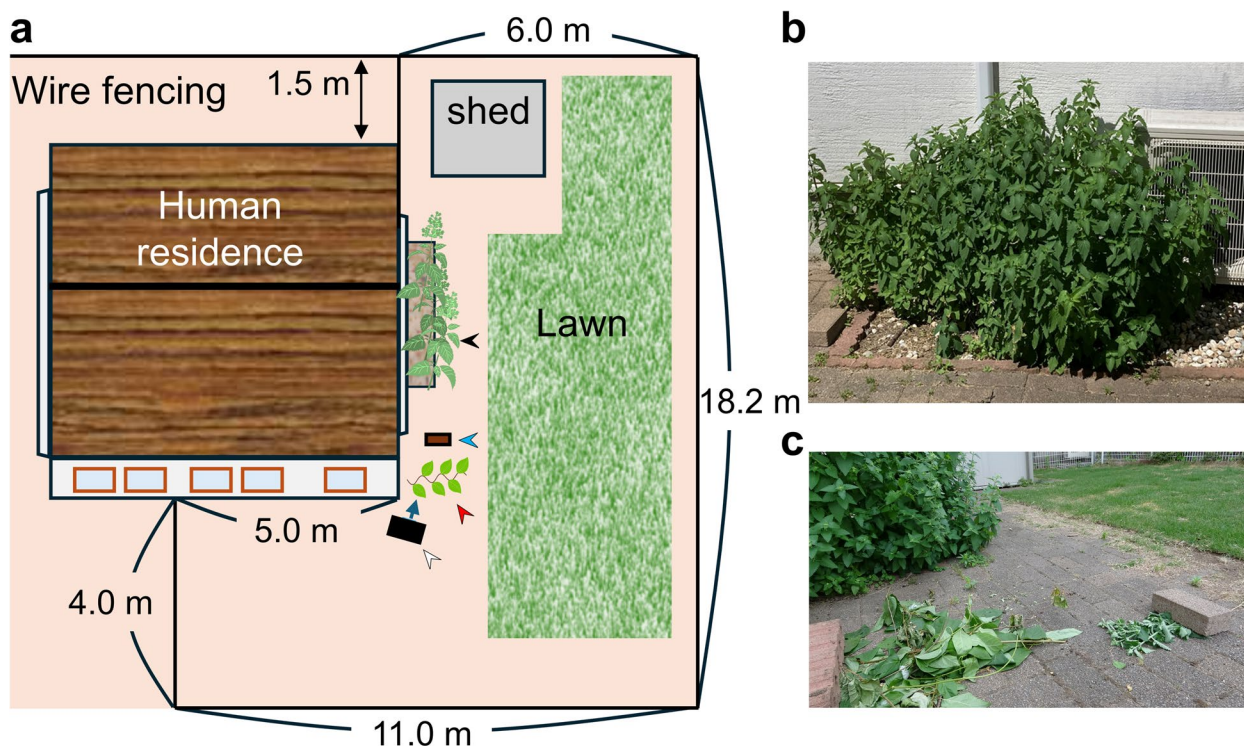 a
6.0 m
b
1.5 m
Wire fencing
shed
Human
residence
Lawn
18.2 m
c
5.0 m
4.0 m
11.0 m